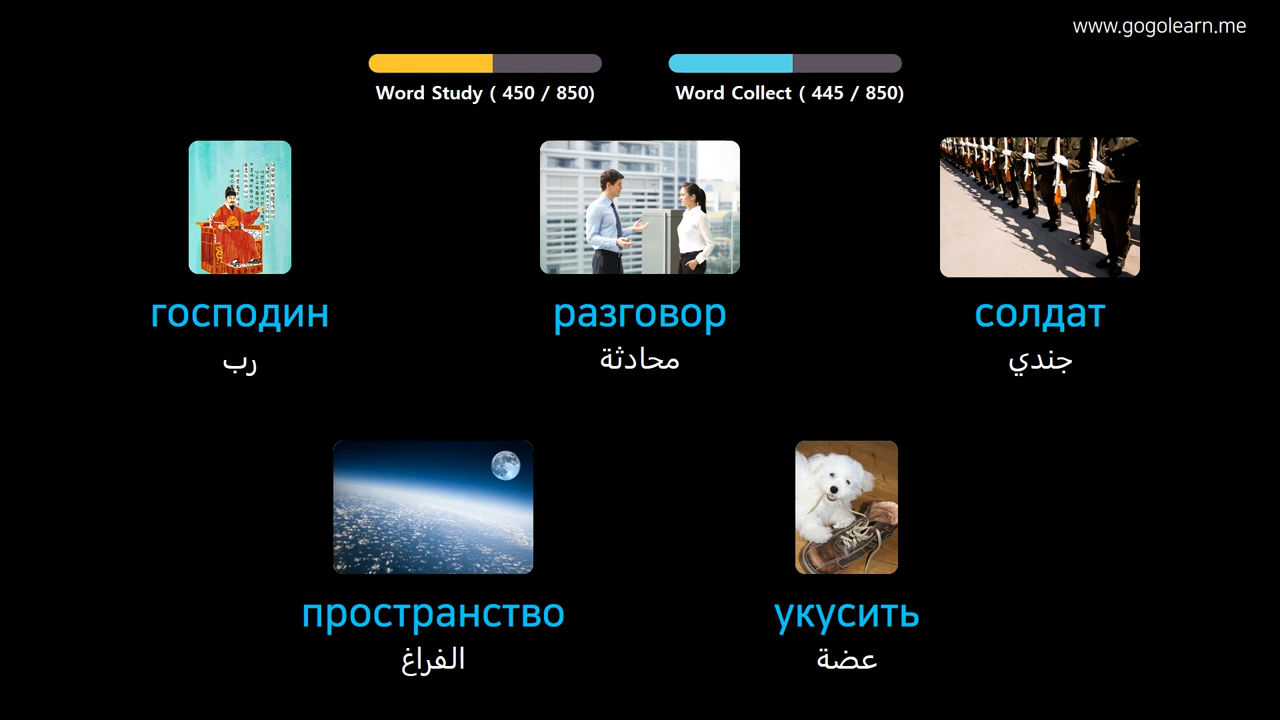 www.gogolearn.me
Word Study ( 450 / 850)
Word Collect ( 445 / 850)
господин
رب
разговор
محادثة
солдат
جندي
пространство
الفراغ
укусить
عضة